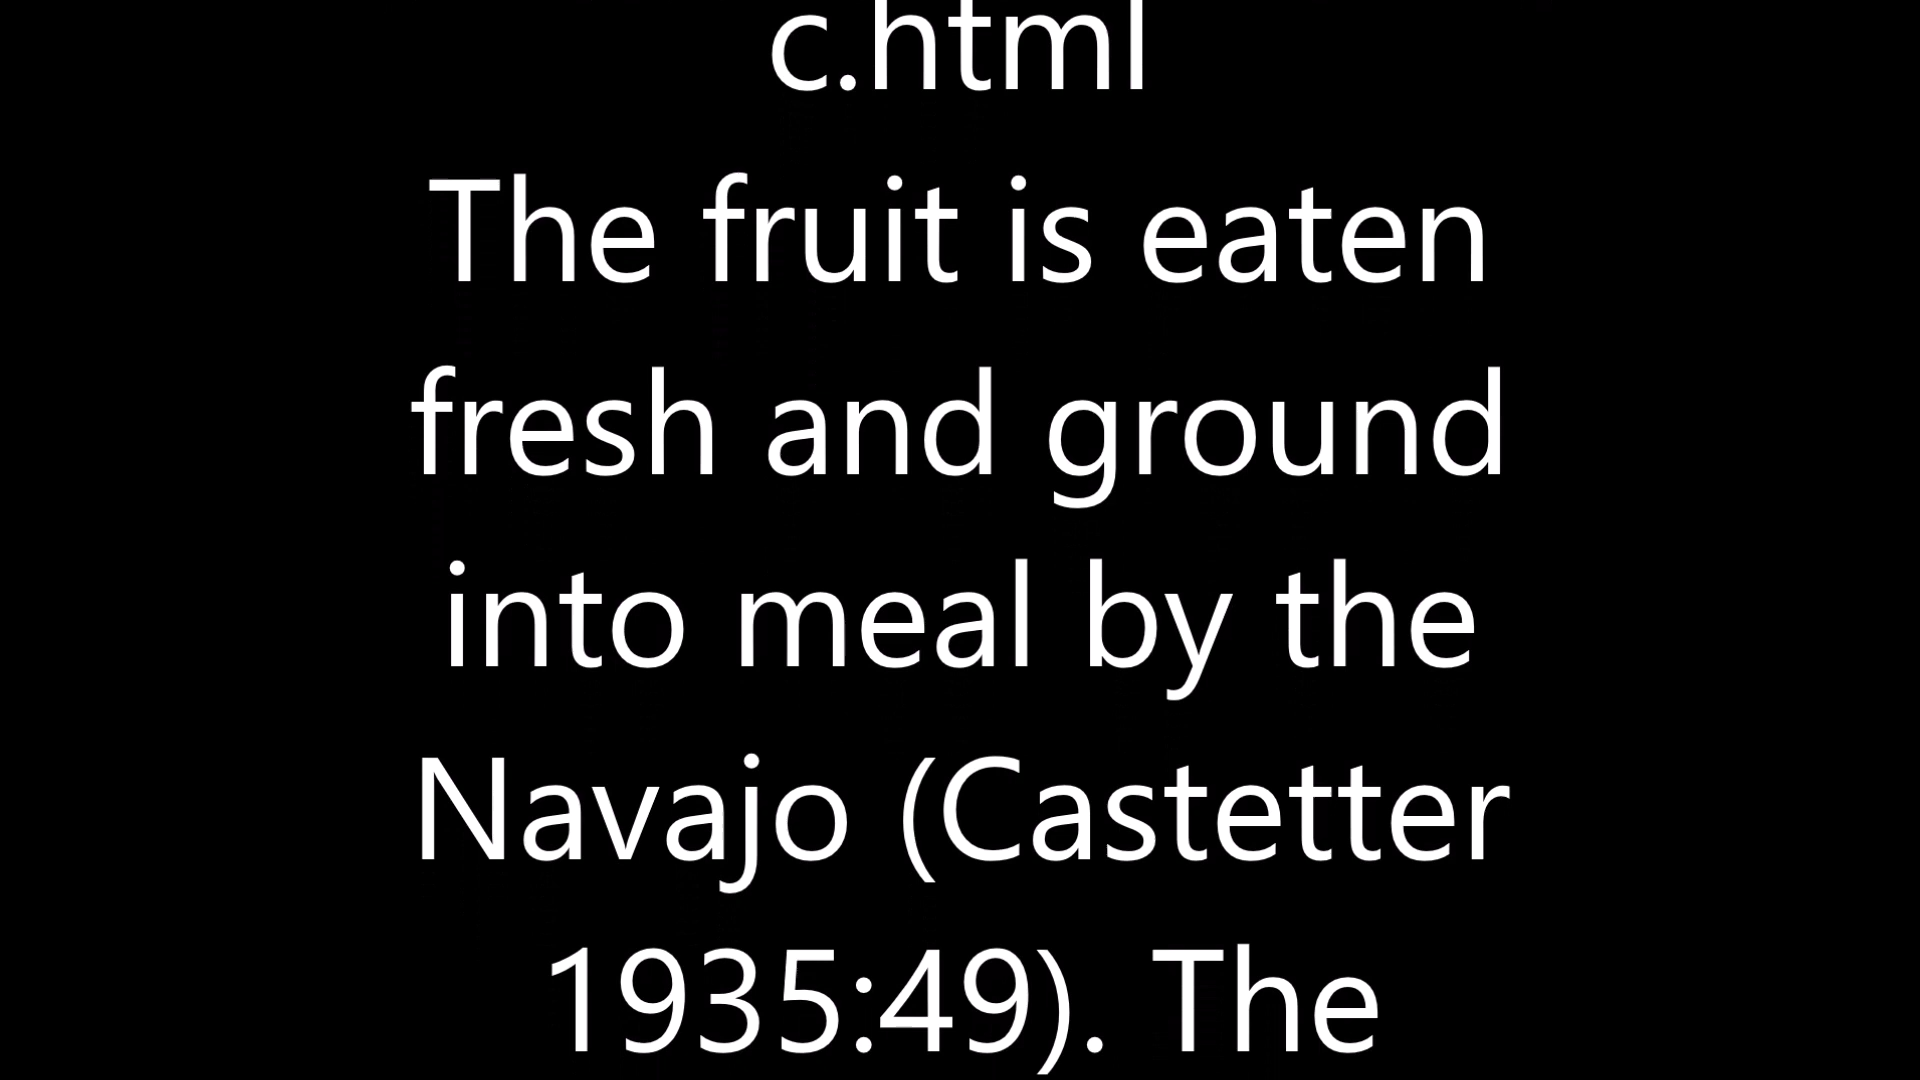 c.html
The fruit is eaten
fresh and ground
into meal by the
Navajo (Castetter
1935:49). The